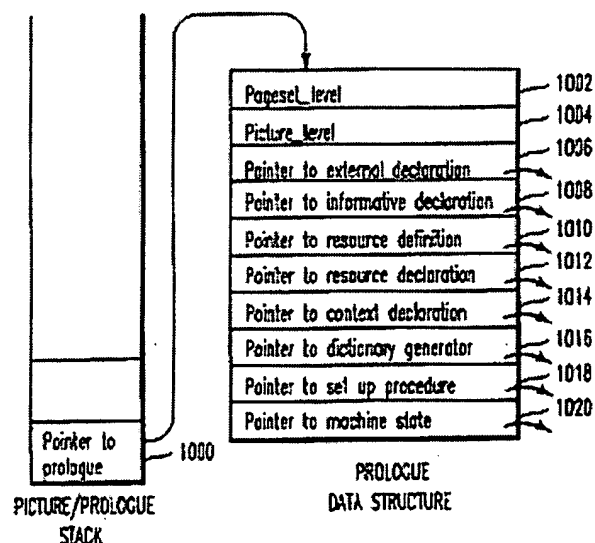 Pageset_level
1002
Picture_level
1004
Pointer to external declaration
1006
Pointer to informative declaration
1008
Pointer to resource definition
1010
Pointer to resource declaration
1012
Pointer to context declaration
1014
Pointer to dictionary generator
1016
Pointer to set up procedure
1018
Pointer to machine state
1020
Pointer to
prologue
1000
PICTURE/PROLOGUE
STACK
PROLOGUE
DATA STRUCTURE